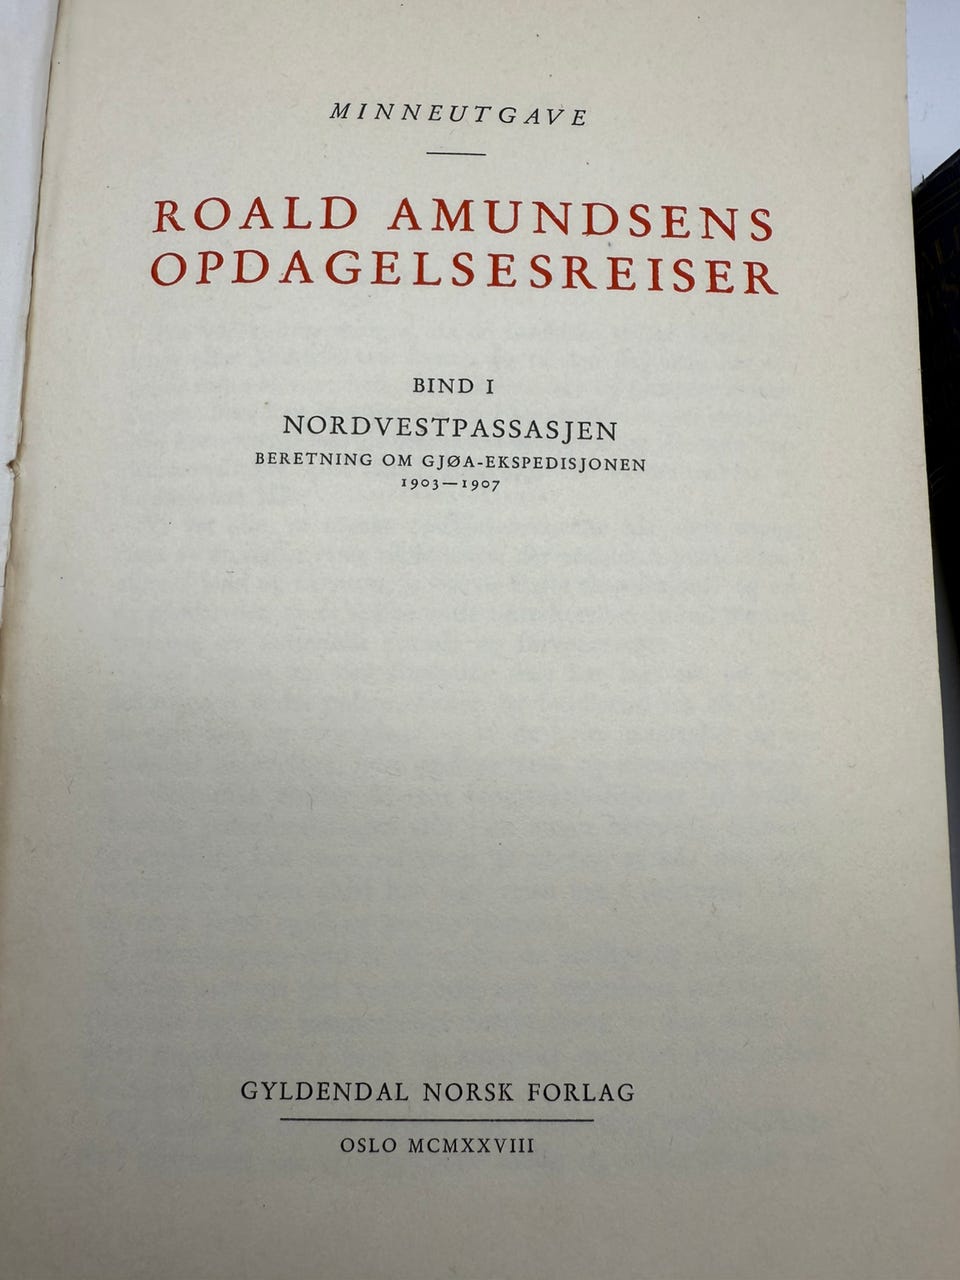 MINNEUTGAVE
ROALD AMUNDSENS
OPDAGELSESREISER
BIND I
NORDVESTPASSASJEN
BERETNING OM GJØA-EKSPEDISJONEN
1903—1907
GYLDENDAL NORSK FORLAG
OSLO MCMXXVIII